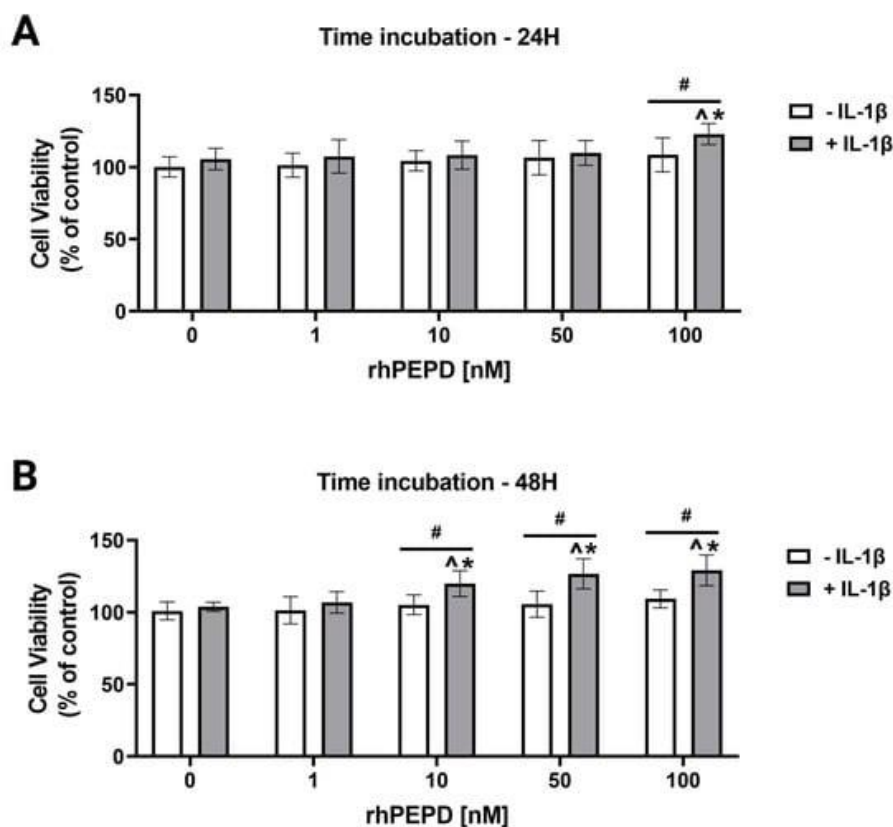 A
Time incubation - 24H
Cell Viability
(% of control)
150
100
50
0
#
^*
- IL-1β
+ IL-1β
0 1 10 50 100
rhPEPD [nM]
B
Time incubation - 48H
Cell Viability
(% of control)
150
100
50
0
# # #
^* ^* ^*
- IL-1β
+ IL-1β
0 1 10 50 100
rhPEPD [nM]